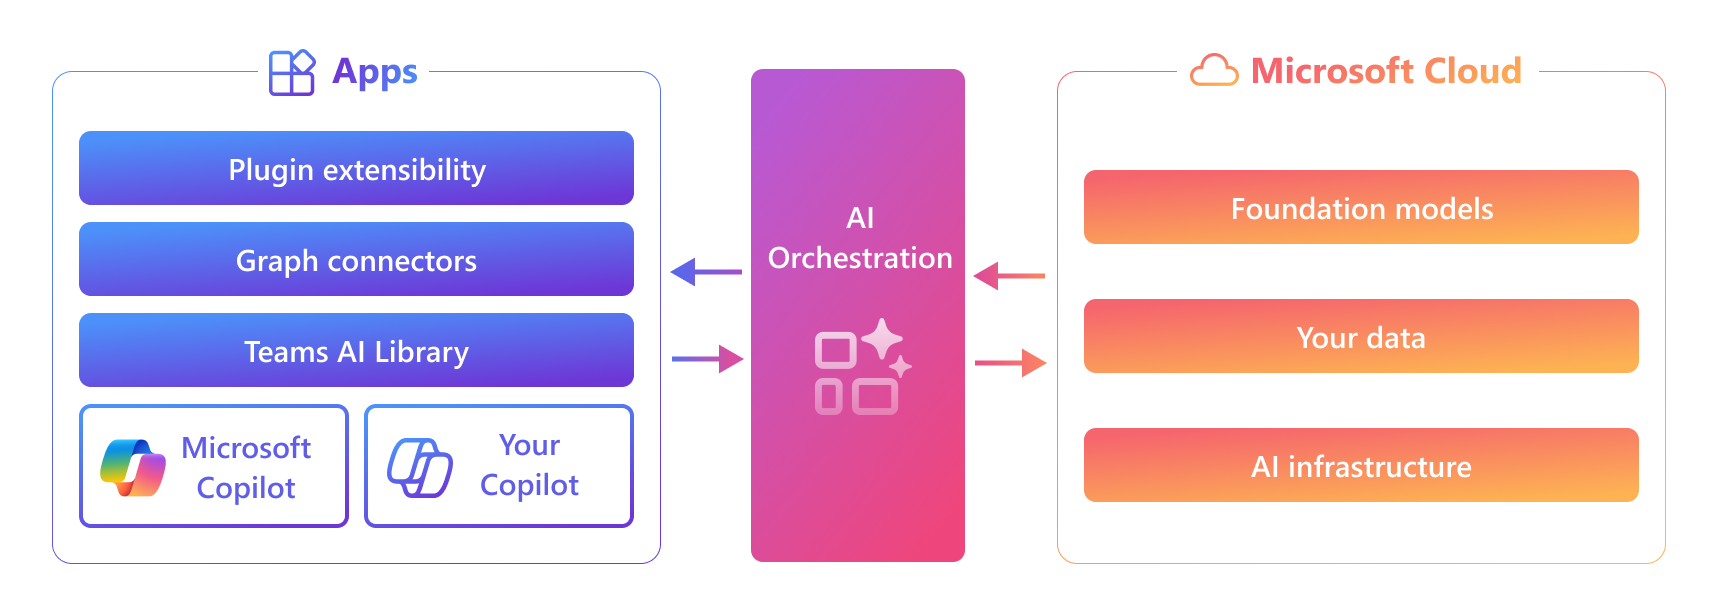 Apps
Plugin extensibility
Graph connectors
Teams AI Library
Microsoft
Copilot
Your
Copilot
AI
Orchestration
Microsoft Cloud
Foundation models
Your data
AI infrastructure